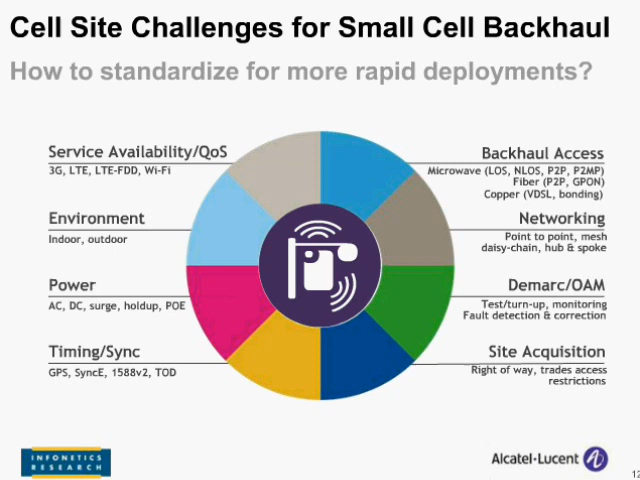 Cell Site Challenges for Small Cell Backhaul
How to standardize for more rapid deployments?
Service Availability/QoS
3G, LTE, LTE-FDD, Wi-Fi
Environment
Indoor, outdoor
Power
AC, DC, surge, holdup, POE
Timing/Sync
GPS, SyncE, 1588v2, TOD
Backhaul Access
Microwave (LOS, NLOS, P2P, P2MP)
Fiber (P2P, GPON)
Copper (VDSL, bonding)
Networking
Point to point, mesh
daisy-chain, hub & spoke
Demarc/OAM
Test/turn-up, monitoring
Fault detection & correction
Site Acquisition
Right of way, trades access
restrictions
INFONETICS
RESEARCH
Alcatel·Lucent
12